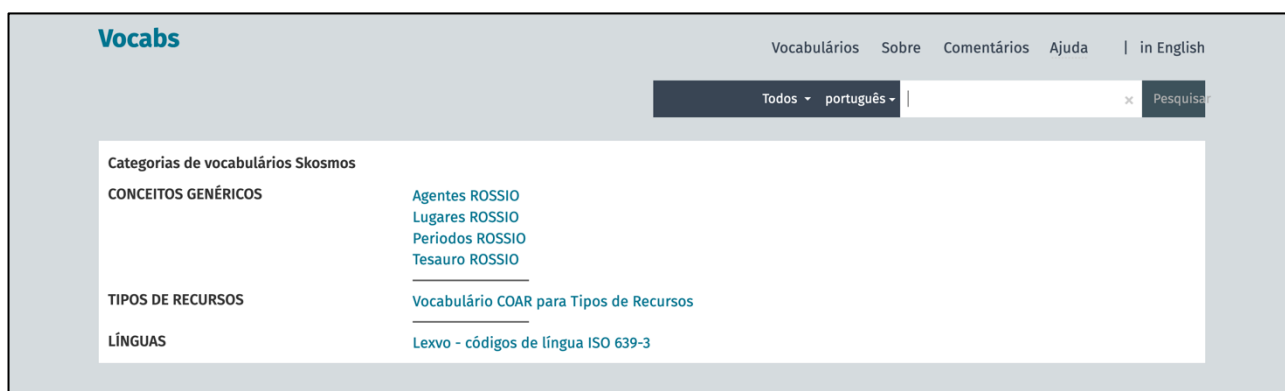 Vocabs
Vocabulários Sobre Comentários Ajuda | in English
Todos português Pesquisar
Categorias de vocabulários Skosmos
CONCEITOS GENÉRICOS Agentes ROSSIO
Lugares ROSSIO
Periodos ROSSIO
Tesauro ROSSIO
TIPOS DE RECURSOS Vocabulário COAR para Tipos de Recursos
LÍNGUAS Lexvo - códigos de língua ISO 639-3